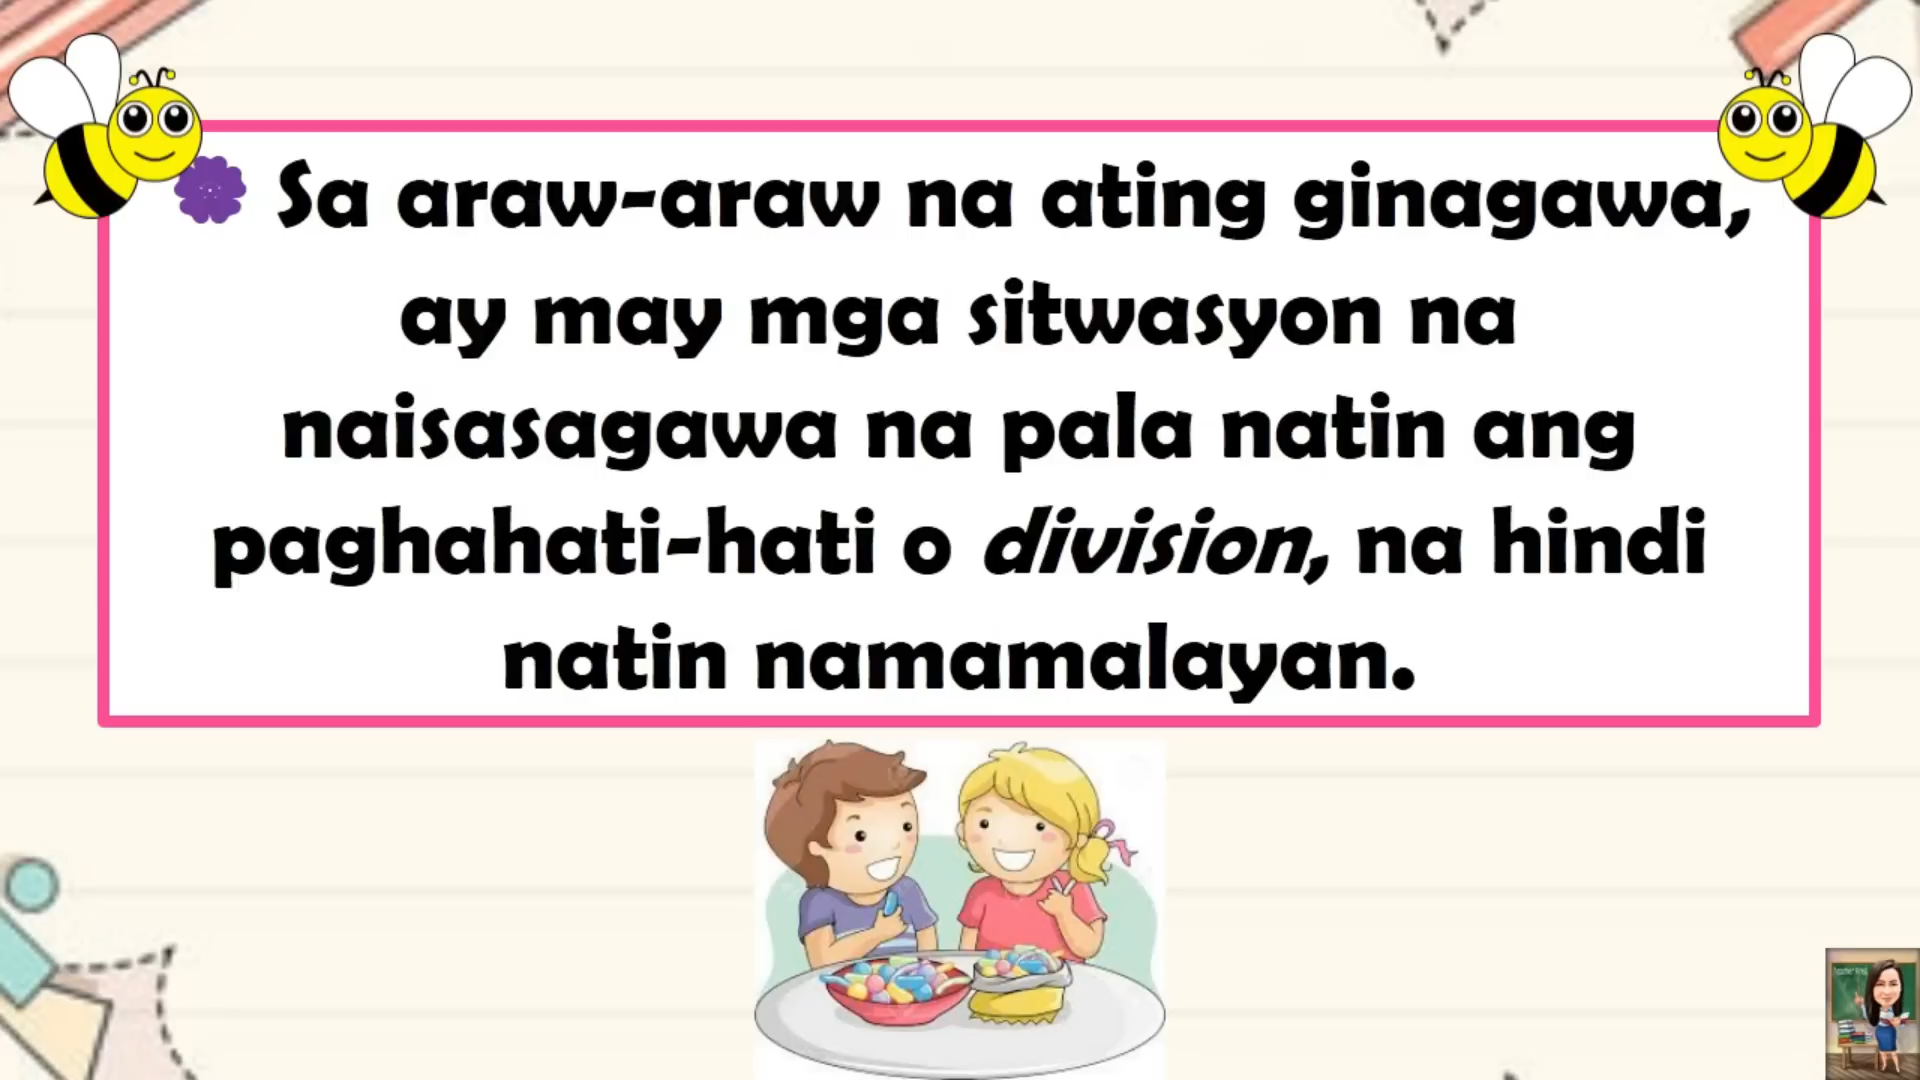 Sa araw-araw na ating ginagawa,
ay may mga sitwasyon na
naisasagawa na pala natin ang
paghahati-hati o division, na hindi
natin namamalayan.